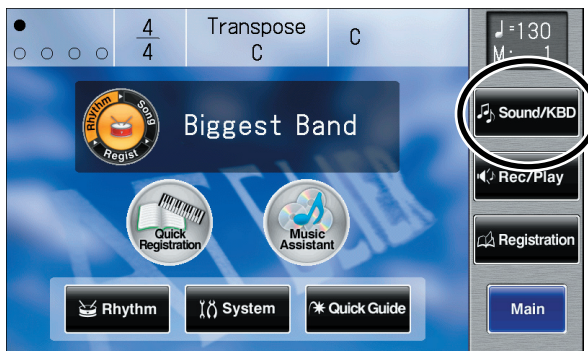 4
4
Transpose
C
C
♩=130
M: 1
Rhythm
Song
Regist
Biggest Band
Sound/KBD
Rec/Play
Quick
Registration
Music
Assistant
Registration
Rhythm
System
Quick Guide
Main
ATELIER